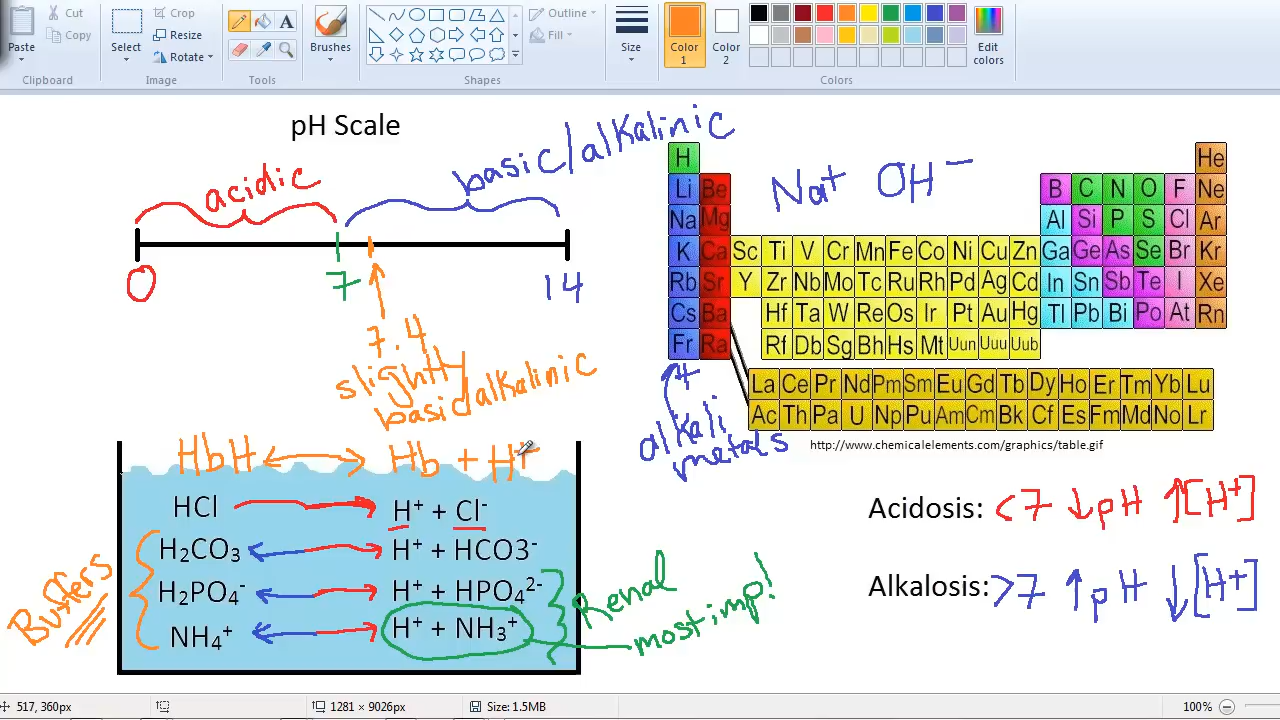 Cut
Copy
Paste
Clipboard
Crop
Resize
Rotate
Select
Image
A
Tools
Brushes
Outline
Fill
Shapes
Size
Color 1
Color 2
Edit colors
Colors
pH Scale
acidic
basic/alkalinic
0
7
14
7.4
slightly
basic/alkalinic
HbH Hb + H+
HCl H+ + Cl-
H2CO3 H+ + HCO3-
H2PO4- H+ + HPO42-
NH4+ H+ + NH3+
Buffers
Renal
most imp!
Na+ OH-
H He
Li Be B C N O F Ne
Na Mg Al Si P S Cl Ar
K Ca Sc Ti V Cr Mn Fe Co Ni Cu Zn Ga Ge As Se Br Kr
Rb Sr Y Zr Nb Mo Tc Ru Rh Pd Ag Cd In Sn Sb Te I Xe
Cs Ba Hf Ta W Re Os Ir Pt Au Hg Tl Pb Bi Po At Rn
Fr Ra Rf Db Sg Bh Hs Mt Uun Uuu Uub
La Ce Pr Nd Pm Sm Eu Gd Tb Dy Ho Er Tm Yb Lu
Ac Th Pa U Np Pu Am Cm Bk Cf Es Fm Md No Lr
+
alkali
metals
http://www.chemicalelements.com/graphics/table.gif
Acidosis: <7 ↓pH ↑[H+]
Alkalosis: >7 ↑pH ↓[H+]
517, 360px
1281 × 9026px
Size: 1.5MB
100%